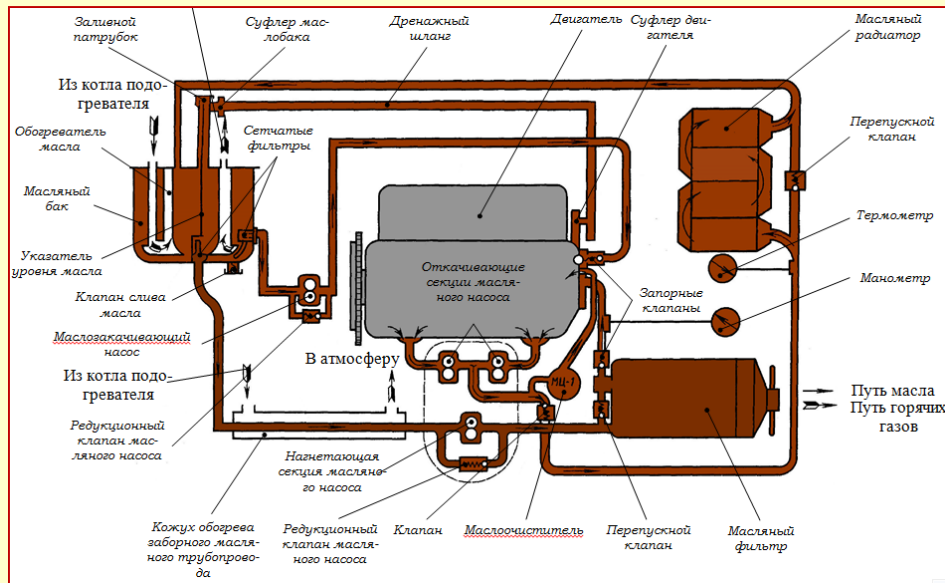 Заливной
патрубок
Суфлер мас-
лобака
Дренажный
шланг
Двигатель
Суфлер дви-
гателя
Масляный
радиатор
Из котла подо-
гревателя
Обогреватель
масла
Сетчатые
фильтры
Перепускной
клапан
Масляный
бак
Термометр
Указатель
уровня масла
Откачивающие
секции масля-
ного насоса
Запорные
клапаны
Манометр
Клапан слива
масла
Маслозакачивающий
насос
В атмосферу
Из котла подо-
гревателя
МЦ-1
Путь масла
Путь горячих
газов
Редукционный
клапан мас-
ляного насоса
Нагнетающая
секция масляно-
го насоса
Кожух обогрева
заборного масля-
ного трубопрово-
да
Редукционный
клапан масля-
ного насоса
Клапан
Маслоочиститель
Перепускной
клапан
Масляный
фильтр